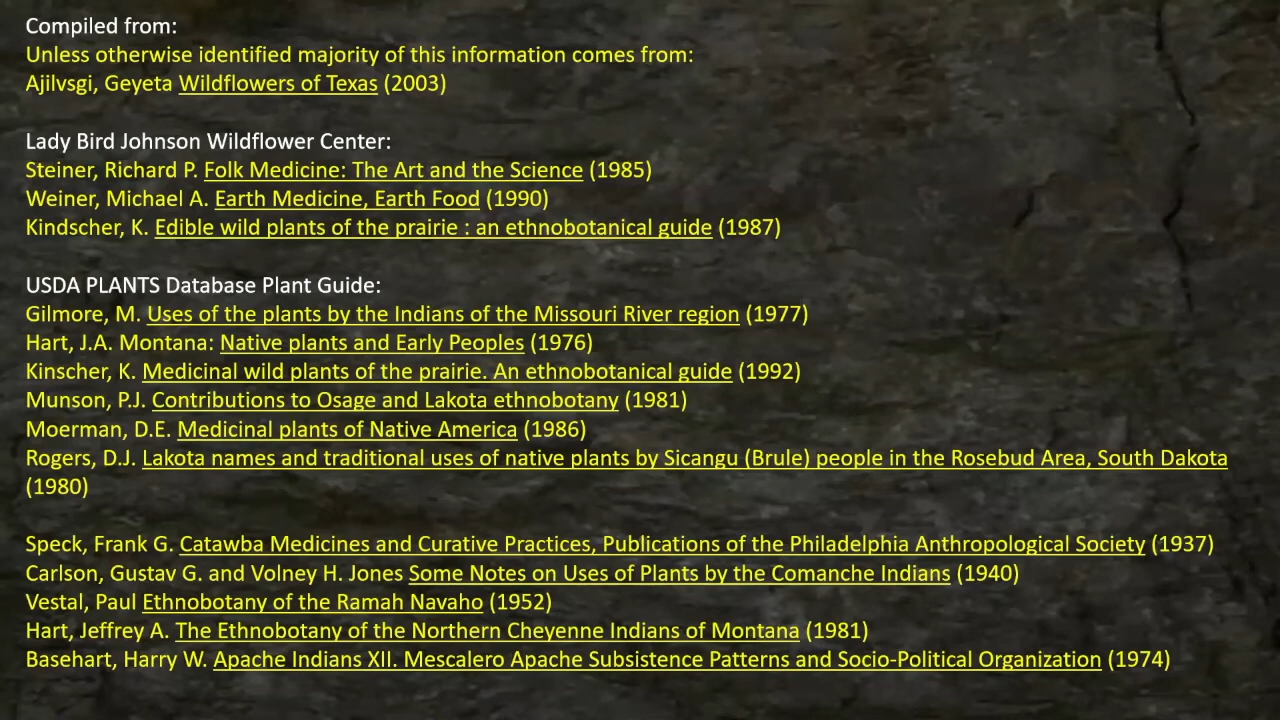 Compiled from:
Unless otherwise identified majority of this information comes from:
Ajilvsgi, Geyeta Wildflowers of Texas (2003)
Lady Bird Johnson Wildflower Center:
Steiner, Richard P. Folk Medicine: The Art and the Science (1985)
Weiner, Michael A. Earth Medicine, Earth Food (1990)
Kindscher, K. Edible wild plants of the prairie : an ethnobotanical guide (1987)
USDA PLANTS Database Plant Guide:
Gilmore, M. Uses of the plants by the Indians of the Missouri River region (1977)
Hart, J.A. Montana: Native plants and Early Peoples (1976)
Kinscher, K. Medicinal wild plants of the prairie. An ethnobotanical guide (1992)
Munson, P.J. Contributions to Osage and Lakota ethnobotany (1981)
Moerman, D.E. Medicinal plants of Native America (1986)
Rogers, D.J. Lakota names and traditional uses of native plants by Sicangu (Brule) people in the Rosebud Area, South Dakota
(1980)
Speck, Frank G. Catawba Medicines and Curative Practices, Publications of the Philadelphia Anthropological Society (1937)
Carlson, Gustav G. and Volney H. Jones Some Notes on Uses of Plants by the Comanche Indians (1940)
Vestal, Paul Ethnobotany of the Ramah Navaho (1952)
Hart, Jeffrey A. The Ethnobotany of the Northern Cheyenne Indians of Montana (1981)
Basehart, Harry W. Apache Indians XII. Mescalero Apache Subsistence Patterns and Socio-Political Organization (1974)